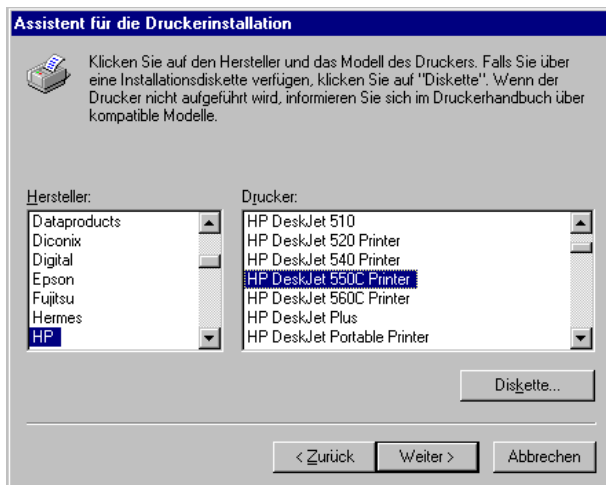 Assistent für die Druckerinstallation
Klicken Sie auf den Hersteller und das Modell des Druckers. Falls Sie über
eine Installationsdiskette verfügen, klicken Sie auf "Diskette". Wenn der
Drucker nicht aufgeführt wird, informieren Sie sich im Druckerhandbuch über
kompatible Modelle.
Hersteller:
Dataproducts
Diconix
Digital
Epson
Fujitsu
Hermes
HP
Drucker:
HP DeskJet 510
HP DeskJet 520 Printer
HP DeskJet 540 Printer
HP DeskJet 550C Printer
HP DeskJet 560C Printer
HP DeskJet Plus
HP DeskJet Portable Printer
Diskette...
< Zurück
Weiter >
Abbrechen